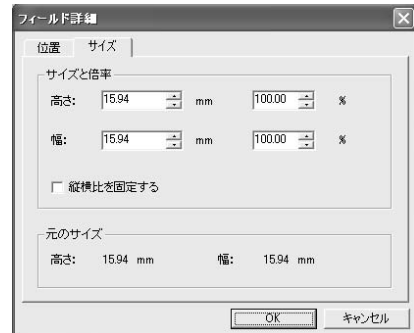 フィールド詳細
位置 サイズ
サイズと倍率
高さ: 15.94 mm 100.00 %
幅: 15.94 mm 100.00 %
縦横比を固定する
元のサイズ
高さ: 15.94 mm 幅: 15.94 mm
OK キャンセル